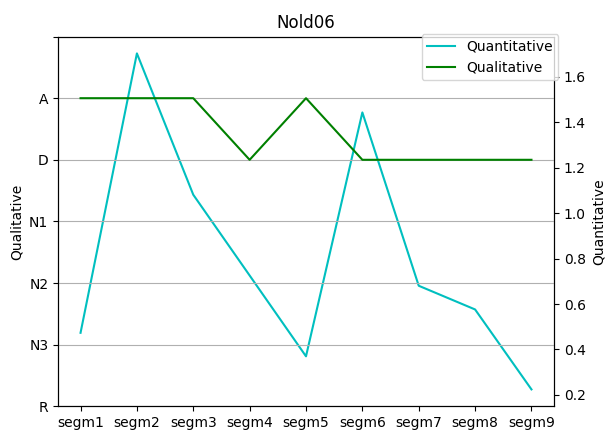 Nold06
Quantitative
Qualitative
A
D
N1
N2
N3
R
Qualitative
1.6
1.4
1.2
1.0
0.8
0.6
0.4
0.2
Quantitative
segm1 segm2 segm3 segm4 segm5 segm6 segm7 segm8 segm9